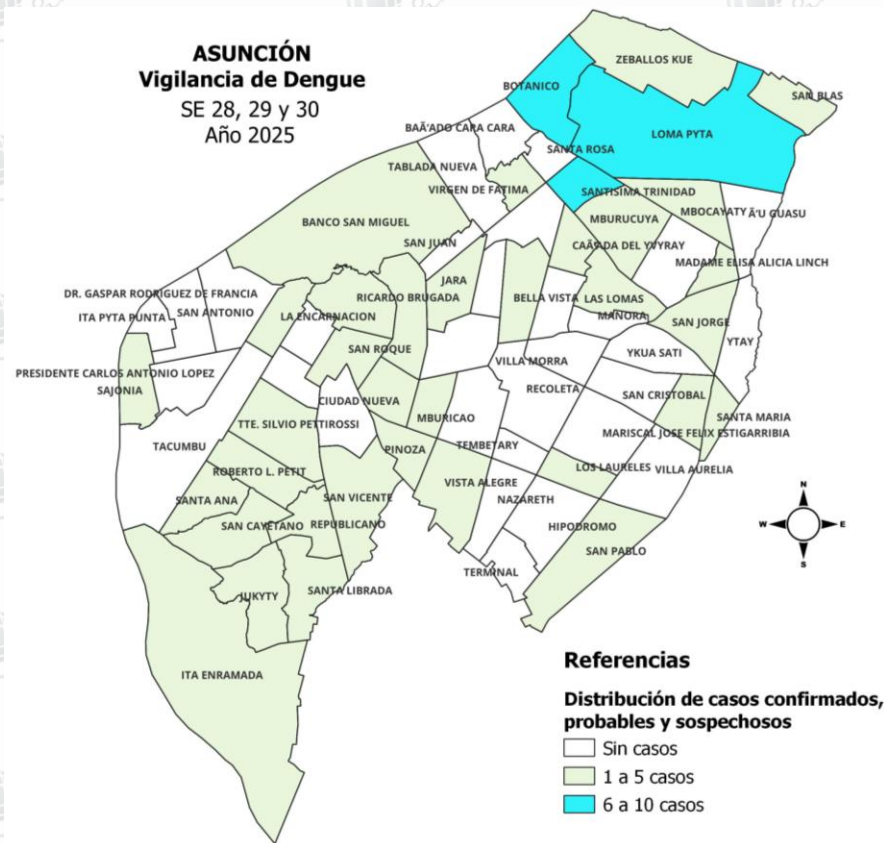 ASUNCIÓN
Vigilancia de Dengue
SE 28, 29 y 30
Año 2025
ZEBALLOS KUE
BOTANICO
SAN BLAS
BAÃ'ADO CARA CARA
LOMA PYTA
SANTA ROSA
TABLADA NUEVA
VIRGEN DE FATIMA
SANTISIMA TRINIDAD
MBOCAYATY
Ã'U GUASU
BANCO SAN MIGUEL
MBURUCUYA
SAN JUAN
CAÃ'ADA DEL YVYRAY
MADAME ELISA ALICIA LINCH
JARA
DR. GASPAR RODRIGUEZ DE FRANCIA
RICARDO BRUGADA
BELLA VISTA
LAS LOMAS
ITA PYTA PUNTA
SAN ANTONIO
LA ENCARNACION
MANORA
SAN JORGE
YTAY
SAN ROQUE
VILLA MORRA
YKUA SATI
PRESIDENTE CARLOS ANTONIO LOPEZ
SAJONIA
RECOLETA
SAN CRISTOBAL
CIUDAD NUEVA
MBURICAO
SANTA MARIA
TTE. SILVIO PETTIROSSI
MARISCAL JOSE FELIX ESTIGARRIBIA
TACUMBU
TEMBETARY
PINOZA
ROBERTO L. PETIT
LOS LAURELES
VILLA AURELIA
VISTA ALEGRE
SANTA ANA
SAN VICENTE
NAZARETH
SAN CAYETANO
REPUBLICANO
HIPODROMO
SAN PABLO
TERMINAL
JUKYTY
SANTA LIBRADA
ITA ENRAMADA
N
W
E
S
Referencias
Distribución de casos confirmados,
probables y sospechosos
Sin casos
1 a 5 casos
6 a 10 casos